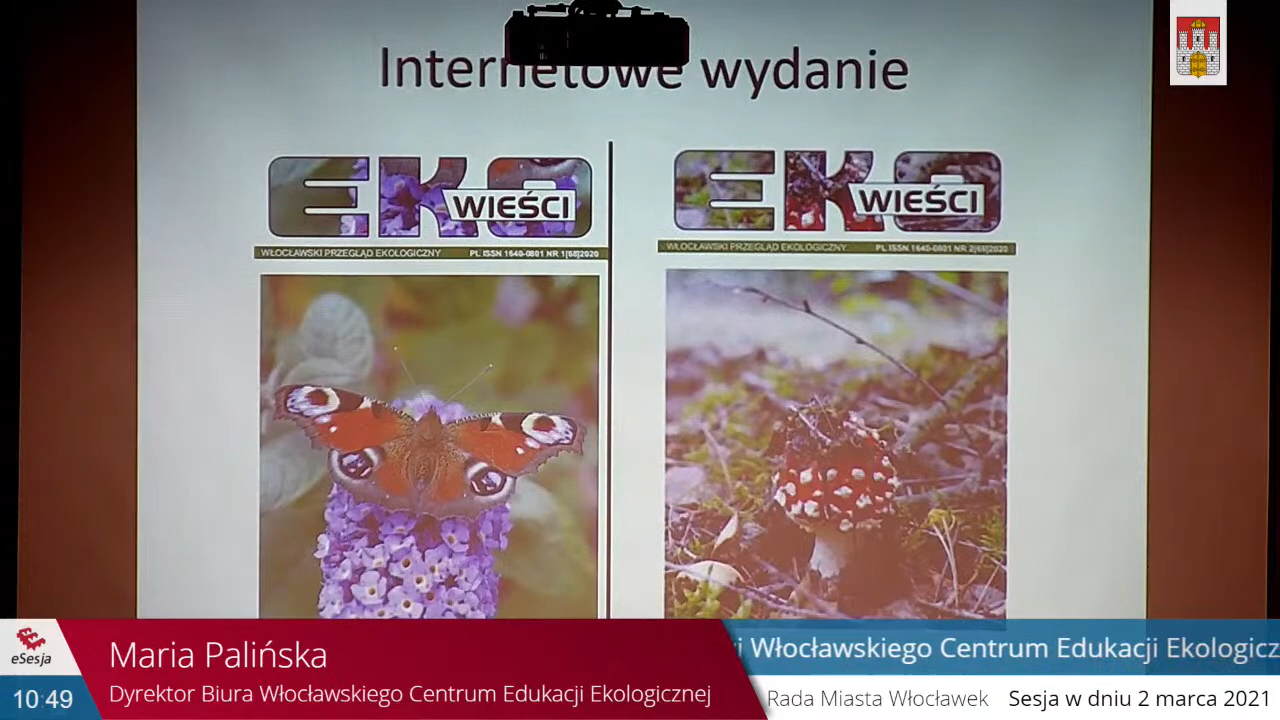 Internetowe wydanie
EKO
WIEŚCI
WŁOCŁAWSKI PRZEGLĄD EKOLOGICZNY PL ISSN 1640-0801 NR 1[68]2020
EKO
WIEŚCI
WŁOCŁAWSKI PRZEGLĄD EKOLOGICZNY PL ISSN 1640-0801 NR 2[69]2020
eSesja
10:49
Maria Palińska
Dyrektor Biura Włocławskiego Centrum Edukacji Ekologicznej
Włocławskiego Centrum Edukacji Ekologicz
Rada Miasta Włocławek Sesja w dniu 2 marca 2021